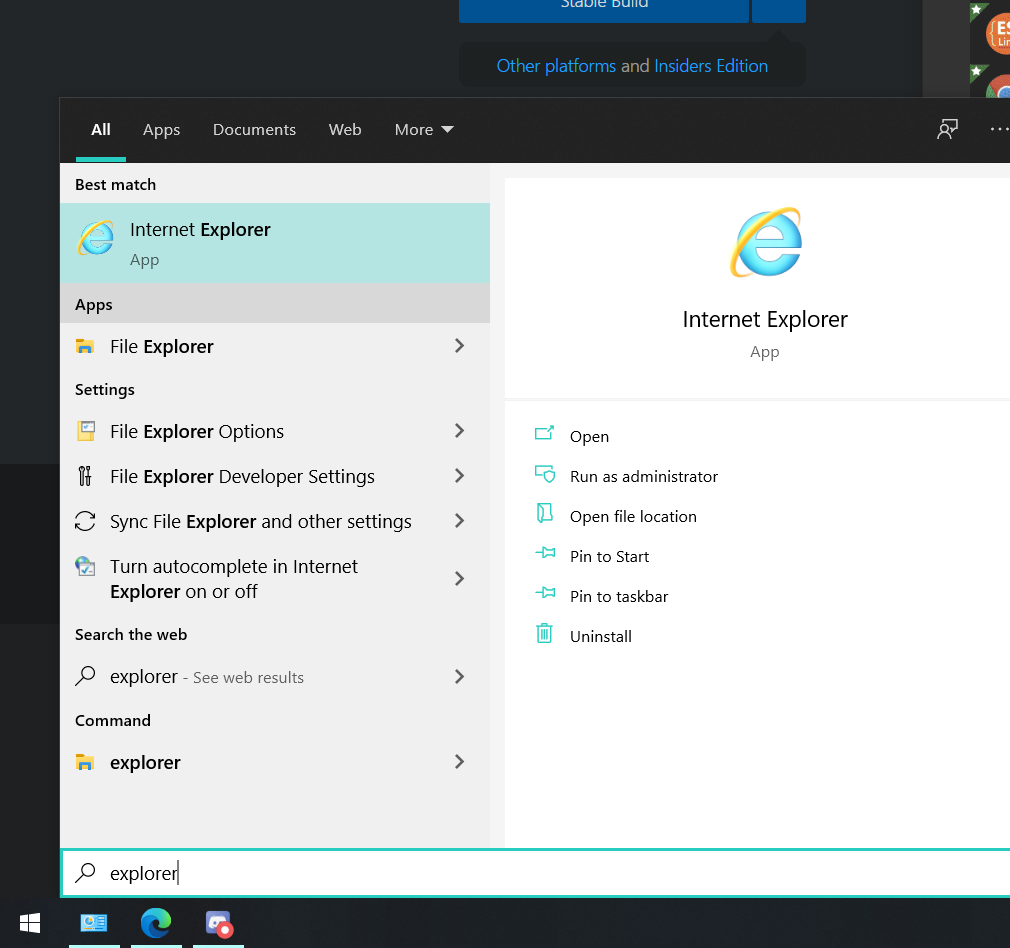 Stable Build
Other platforms and Insiders Edition
All Apps Documents Web More
Best match
Internet Explorer
App
Apps
File Explorer
Settings
File Explorer Options
File Explorer Developer Settings
Sync File Explorer and other settings
Turn autocomplete in Internet
Explorer on or off
Search the web
explorer - See web results
Command
explorer
Internet Explorer
App
Open
Run as administrator
Open file location
Pin to Start
Pin to taskbar
Uninstall
explorer